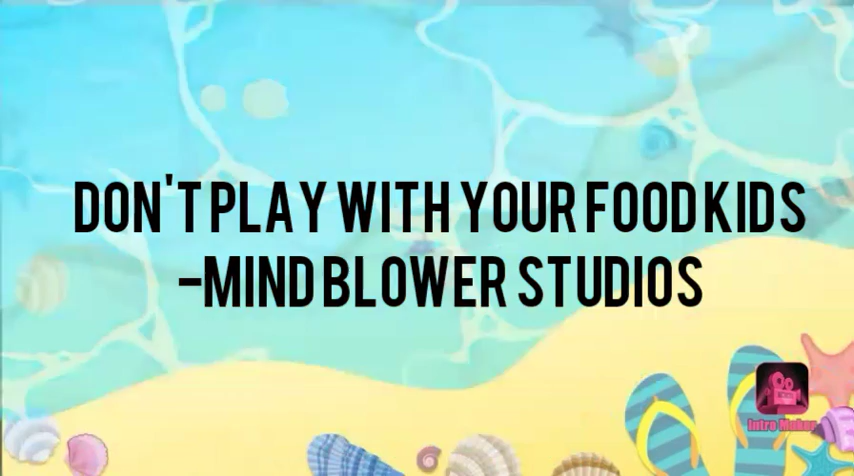 DON'T PLAY WITH YOUR FOOD KIDS
-MIND BLOWER STUDIOS
Intro Maker